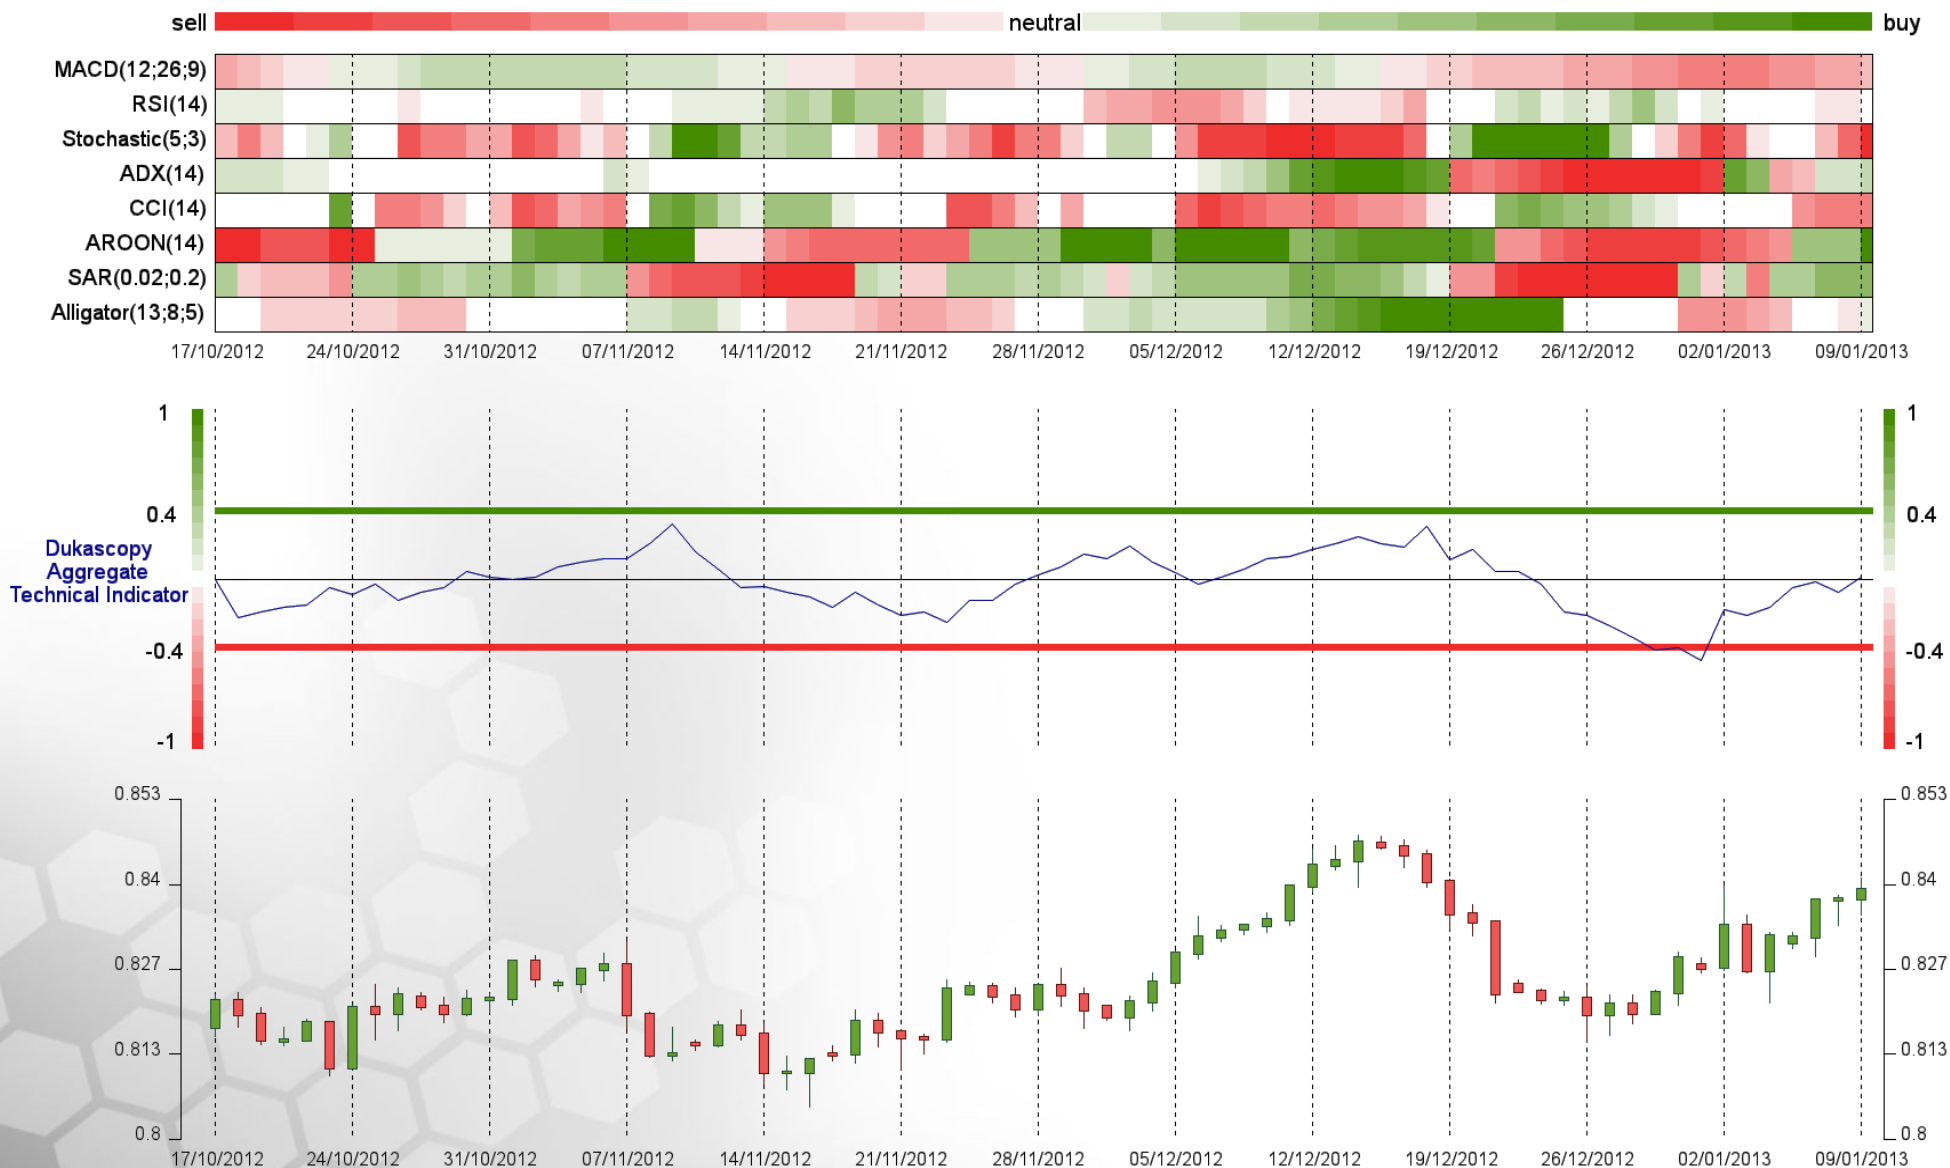 sell neutral buy
MACD(12;26;9)
RSI(14)
Stochastic(5;3)
ADX(14)
CCI(14)
AROON(14)
SAR(0.02;0.2)
Alligator(13;8;5)
17/10/2012 24/10/2012 31/10/2012 07/11/2012 14/11/2012 21/11/2012 28/11/2012 05/12/2012 12/12/2012 19/12/2012 26/12/2012 02/01/2013 09/01/2013
1 1
0.4 0.4
Dukascopy
Aggregate
Technical Indicator
-0.4 -0.4
-1 -1
0.853 0.853
0.84 0.84
0.827 0.827
0.813 0.813
0.8 0.8
17/10/2012 24/10/2012 31/10/2012 07/11/2012 14/11/2012 21/11/2012 28/11/2012 05/12/2012 12/12/2012 19/12/2012 26/12/2012 02/01/2013 09/01/2013